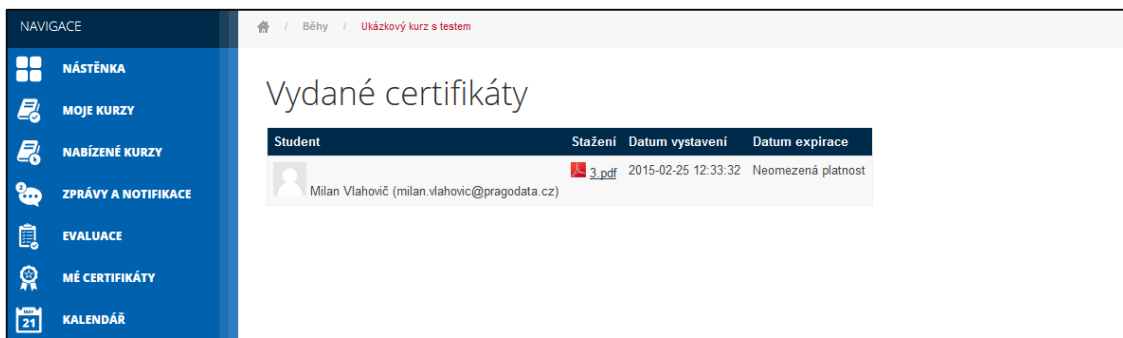 NAVIGACE
Běhy / Ukázkový kurz s testem
NÁSTĚNKA
MOJE KURZY
NABÍZENÉ KURZY
2
ZPRÁVY A NOTIFIKACE
EVALUACE
MÉ CERTIFIKÁTY
MAY
21
KALENDÁŘ
Vydané certifikáty
Student Stažení Datum vystavení Datum expirace
Milan Vlahovič (milan.vlahovic@pragodata.cz) 3.pdf 2015-02-25 12:33:32 Neomezená platnost